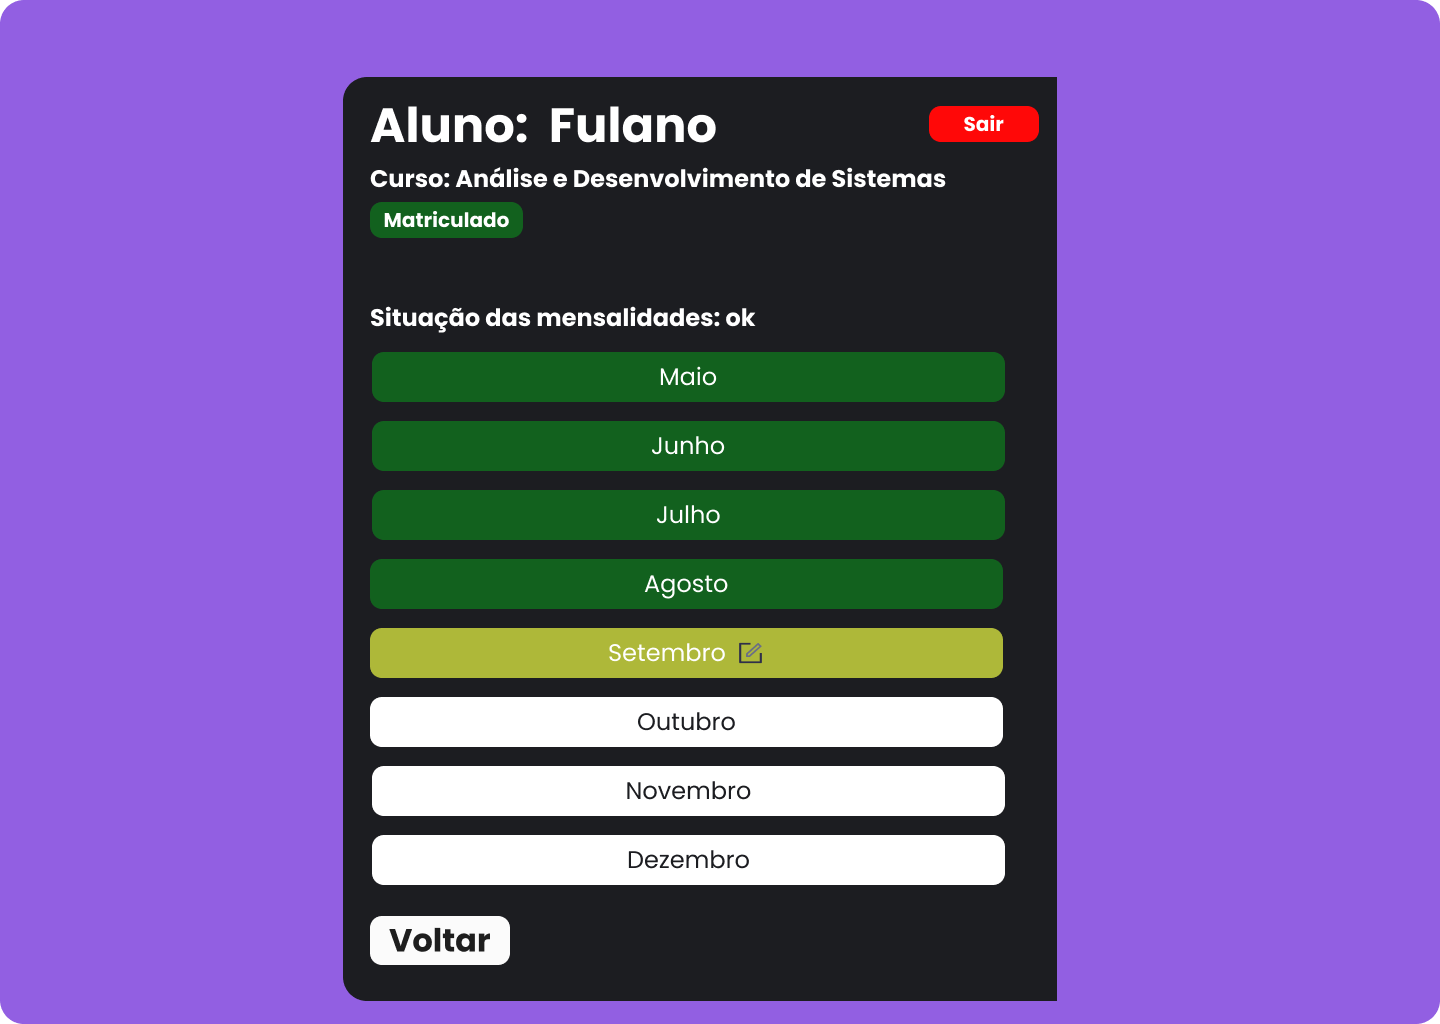 Aluno: Fulano
Sair
Curso: Análise e Desenvolvimento de Sistemas
Matriculado
Situação das mensalidades: ok
Maio
Junho
Julho
Agosto
Setembro
Outubro
Novembro
Dezembro
Voltar